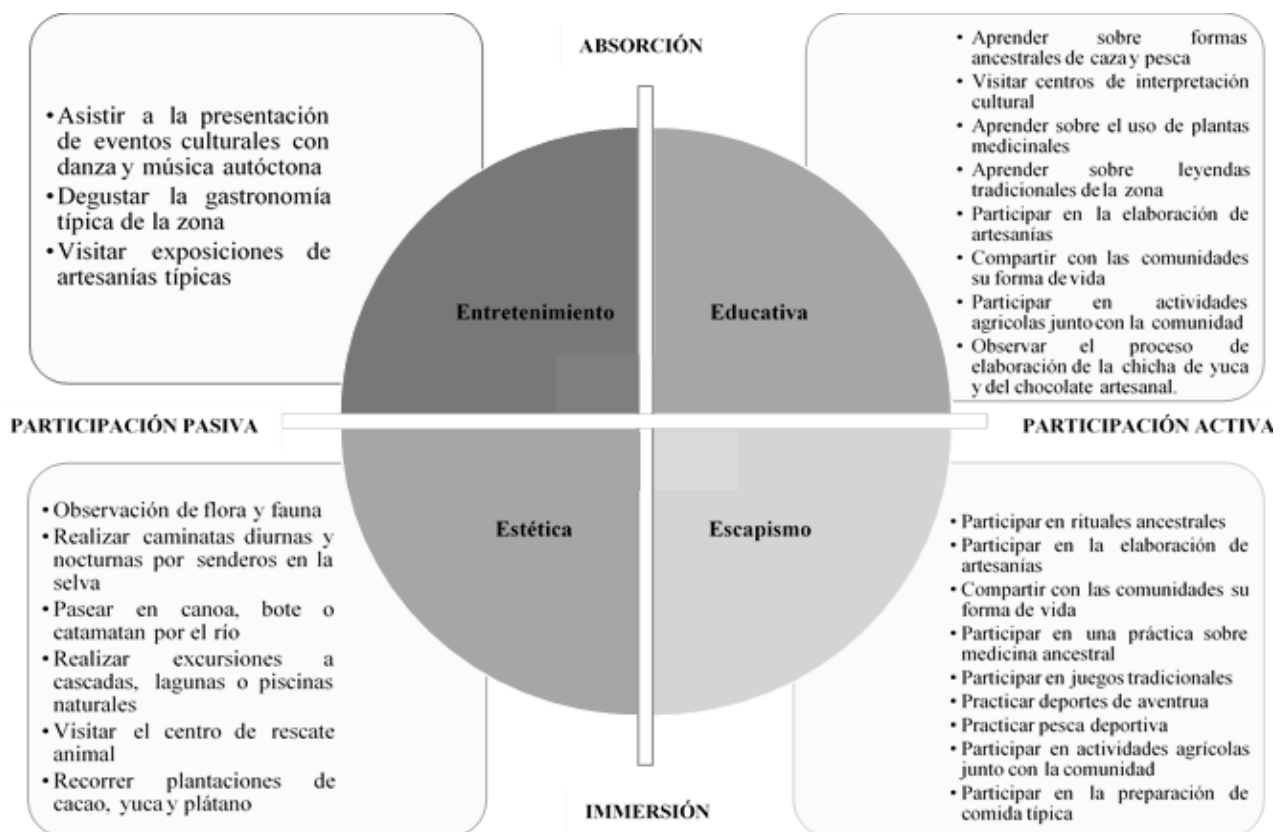 ABSORCIÓN
• Asistir a la presentación
de eventos culturales con
danza y música autóctona
• Degustar la gastronomía
típica de la zona
• Visitar exposiciones de
artesanías típicas
• Aprender sobre formas
ancestrales de caza y pesca
• Visitar centros de interpretación
cultural
• Aprender sobre el uso de plantas
medicinales
• Aprender sobre leyendas
tradicionales de la zona
• Participar en la elaboración de
artesanías
• Compartir con las comunidades
su forma de vida
• Participar en actividades
agricolas junto con la comunidad
• Observar el proceso de
elaboración de la chicha de yuca
y del chocolate artesanal.
Entretenimiento
Educativa
PARTICIPACIÓN PASIVA
PARTICIPACIÓN ACTIVA
Estética
Escapismo
• Observación de flora y fauna
• Realizar caminatas diurnas y
nocturnas por senderos en la
selva
• Pasear en canoa, bote o
catamatan por el río
• Realizar excursiones a
cascadas, lagunas o piscinas
naturales
• Visitar el centro de rescate
animal
• Recorrer plantaciones de
cacao, yuca y plátano
• Participar en rituales ancestrales
• Participar en la elaboración de
artesanías
• Compartir con las comunidades su
forma de vida
• Participar en una práctica sobre
medicina ancestral
• Participar en juegos tradicionales
• Practicar deportes de aventrua
• Practicar pesca deportiva
• Participar en actividades agrícolas
junto con la comunidad
• Participar en la preparación de
comida típica
IMMERSIÓN